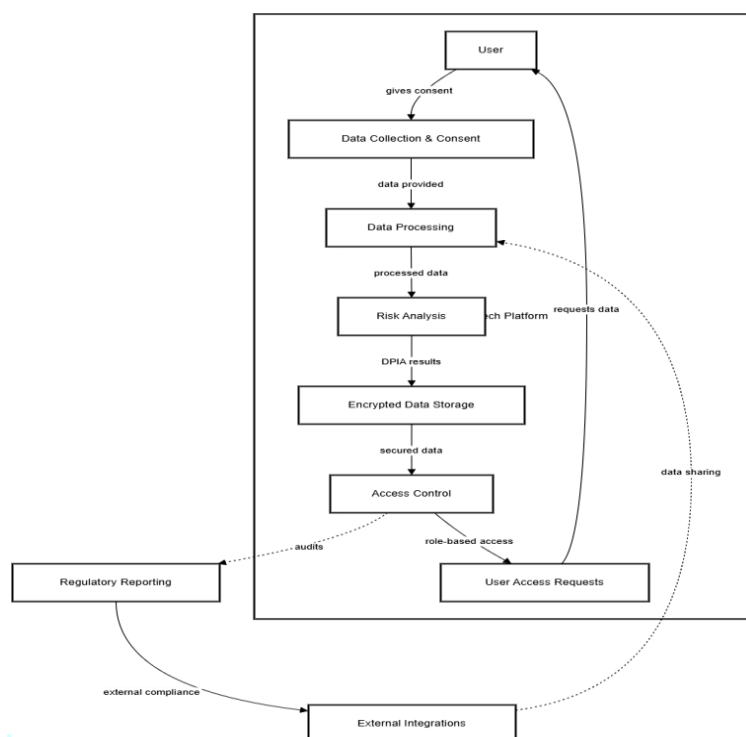 User
gives consent
Data Collection & Consent
data provided
Data Processing
processed data
Risk Analysis
Platform
requests data
DPIA results
Encrypted Data Storage
secured data
data sharing
Access Control
role-based access
audits
Regulatory Reporting
User Access Requests
external compliance
External Integrations